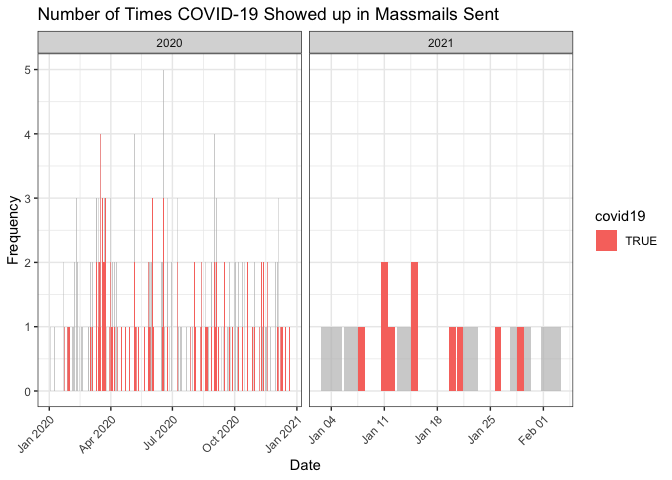 Number of Times COVID-19 Showed up in Massmails Sent
2020
2021
5
4
3
2
1
0
Frequency
Jan 2020
Apr 2020
Jul 2020
Oct 2020
Jan 2021
Jan 04
Jan 11
Jan 18
Jan 25
Feb 01
Date
covid19
TRUE